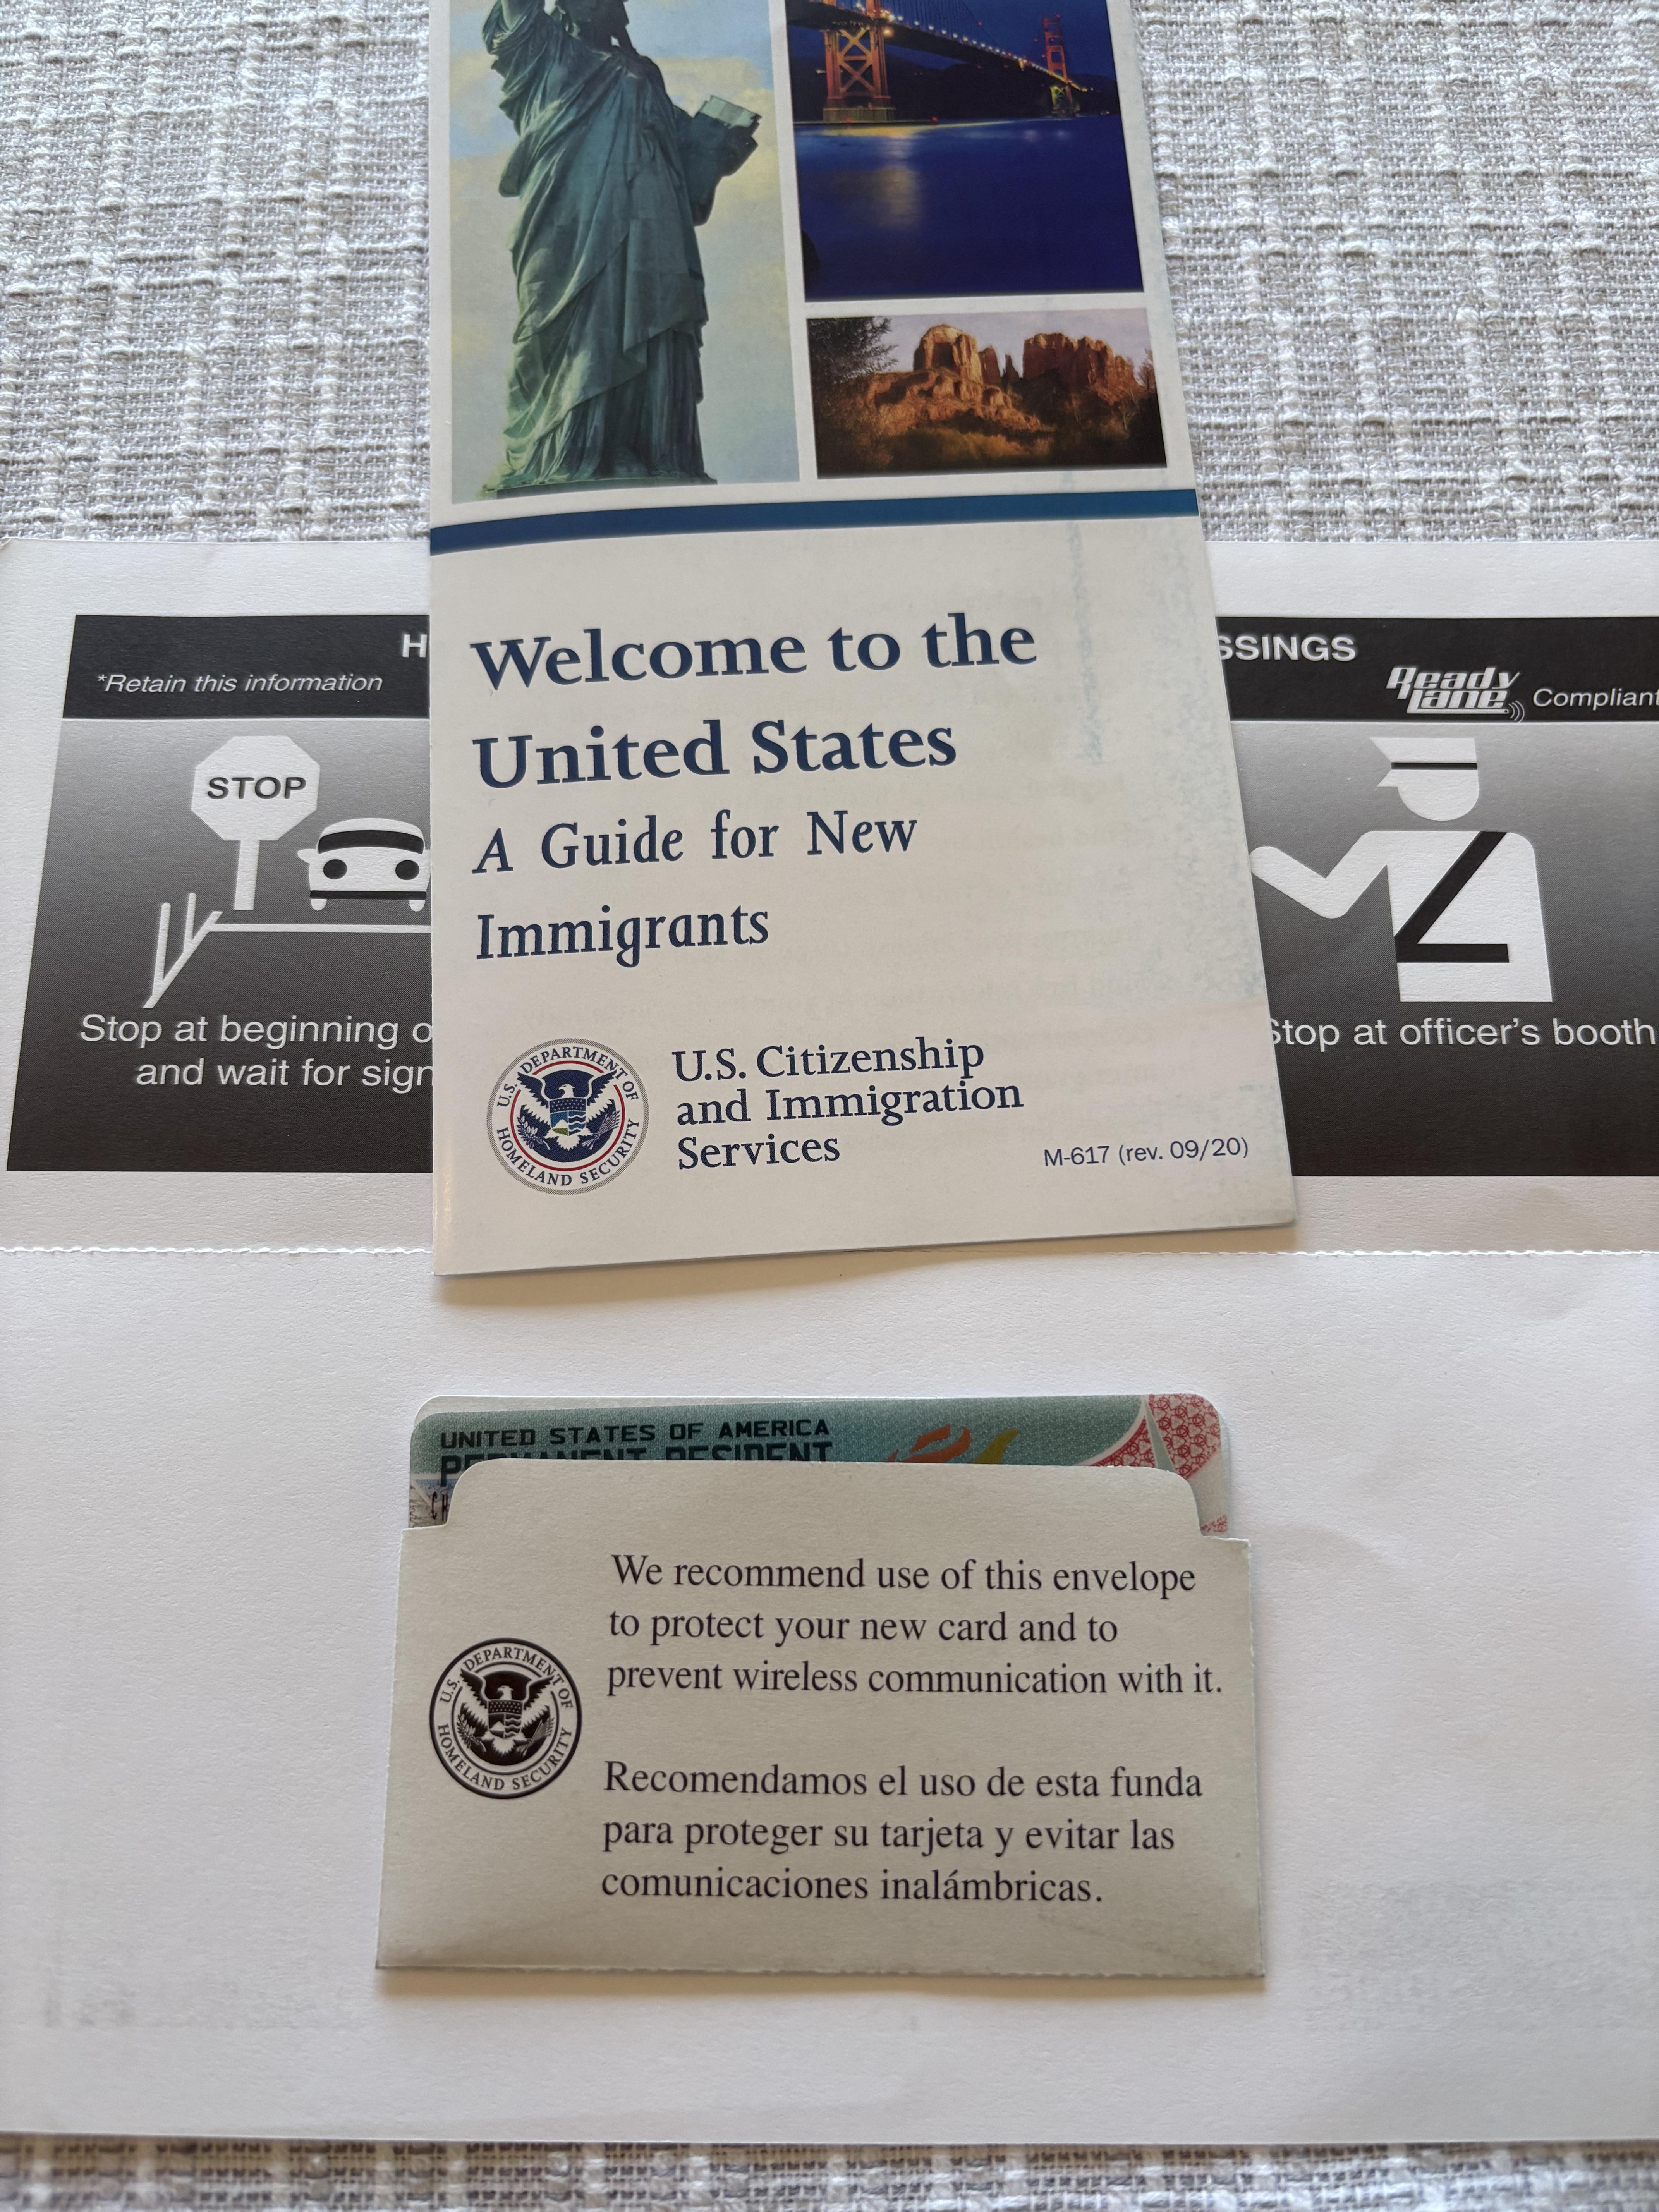 Welcome to the
United States
A Guide for New
Immigrants
U.S. DEPARTMENT OF HOMELAND SECURITY
U.S. Citizenship
and Immigration
Services
M-617 (rev. 09/20)
*Retain this information
STOP
Stop at beginning
and wait for
Ready Lane Compliant
Stop at officer's booth
UNITED STATES OF AMERICA
PERMANENT RESIDENT
U.S. DEPARTMENT OF HOMELAND SECURITY
We recommend use of this envelope
to protect your new card and to
prevent wireless communication with it.
Recomendamos el uso de esta funda
para proteger su tarjeta y evitar las
comunicaciones inalámbricas.